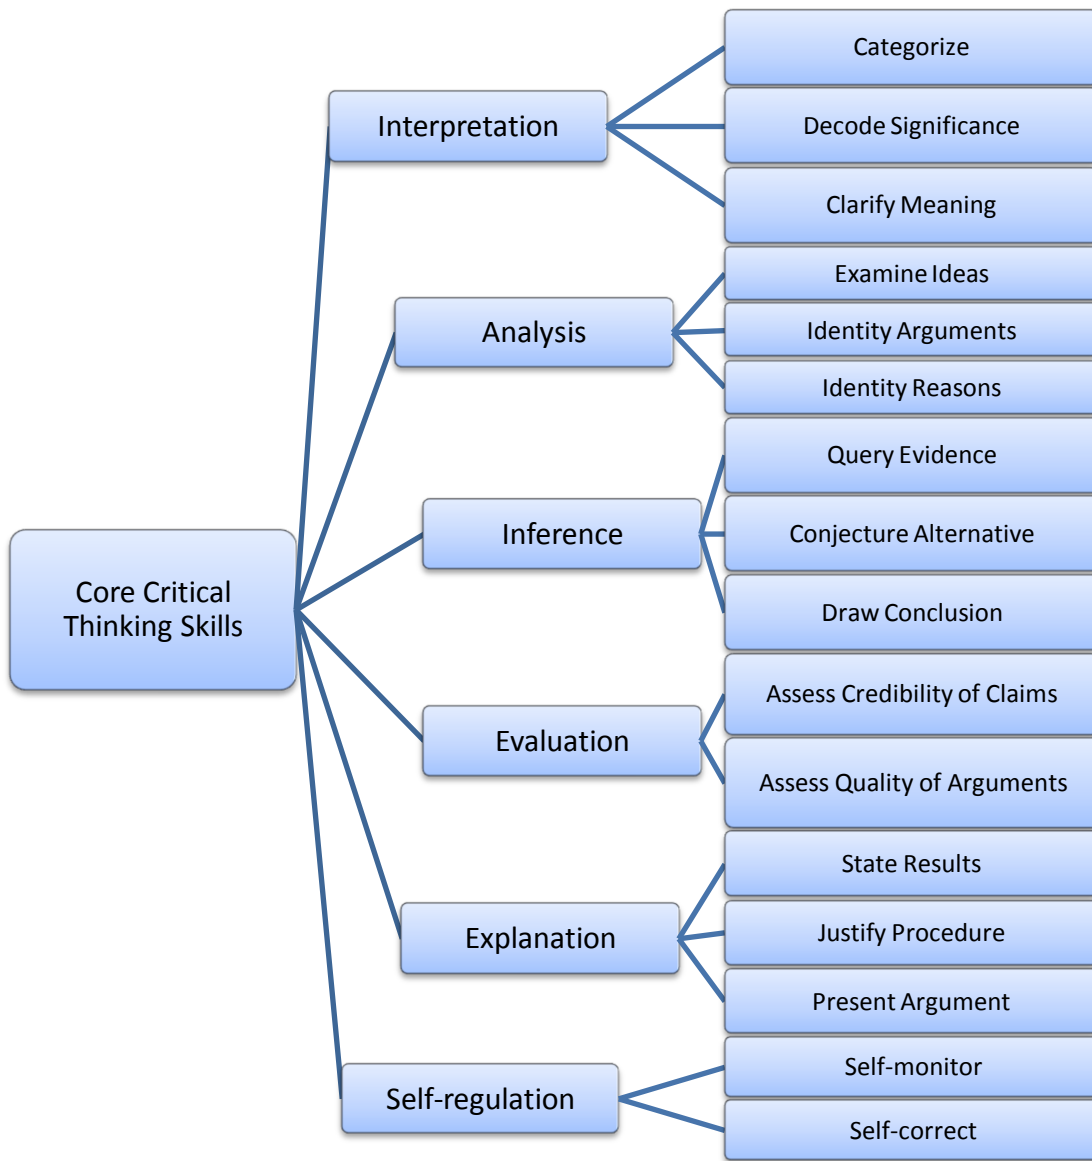 Core Critical
Thinking Skills
Interpretation
Categorize
Decode Significance
Clarify Meaning
Analysis
Examine Ideas
Identity Arguments
Identity Reasons
Inference
Query Evidence
Conjecture Alternative
Draw Conclusion
Evaluation
Assess Credibility of Claims
Assess Quality of Arguments
Explanation
State Results
Justify Procedure
Present Argument
Self-regulation
Self-monitor
Self-correct